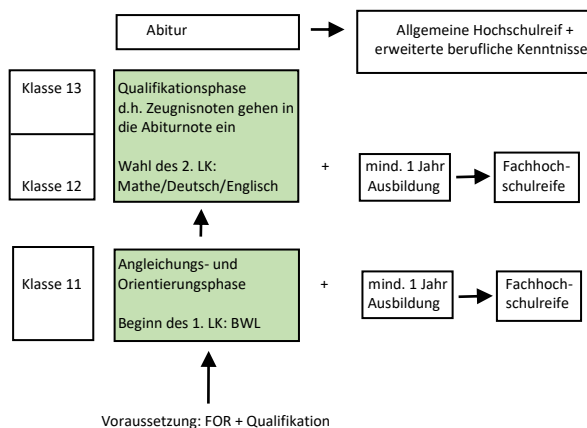 Abitur
Allgemeine Hochschulreif +
erweiterte berufliche Kenntnisse
Klasse 13
Klasse 12
Qualifikationsphase
d.h. Zeugnisnoten gehen in
die Abiturnote ein
Wahl des 2. LK:
Mathe/Deutsch/Englisch
+
mind. 1 Jahr
Ausbildung
Fachhoch-
schulreife
Klasse 11
Angleichungs- und
Orientierungsphase
Beginn des 1. LK: BWL
+
mind. 1 Jahr
Ausbildung
Fachhoch-
schulreife
Voraussetzung: FOR + Qualifikation